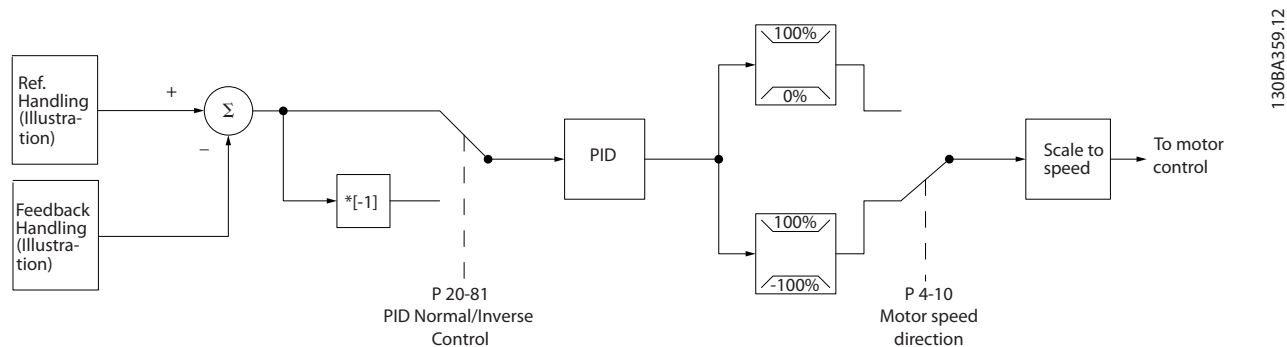 Ref.
Handling
(Illustra-
tion)
+
Σ
−
Feedback
Handling
(Illustra-
tion)
*[-1]
P 20-81
PID Normal/Inverse
Control
PID
100%
0%
100%
-100%
P 4-10
Motor speed
direction
Scale to
speed
To motor
control
130BA359.12